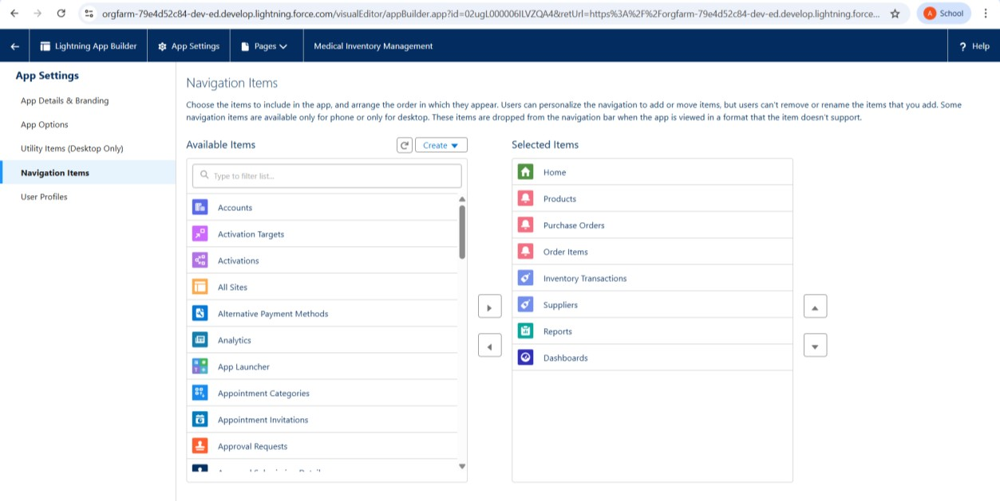 orgfarm-79e4d52c84-dev-ed.develop.lightning.force.com/visualEditor/appBuilder.app?id=02ugL000006ILVZQA4&retUrl=https%3A%2F%2Forgfarm-79e4d52c84-dev-ed.develop.lightning.force...
A School
Lightning App Builder
App Settings
Pages
Medical Inventory Management
? Help
App Settings
App Details & Branding
App Options
Utility Items (Desktop Only)
Navigation Items
User Profiles
Navigation Items
Choose the items to include in the app, and arrange the order in which they appear. Users can personalize the navigation to add or move items, but users can't remove or rename the items that you add. Some
navigation items are available only for phone or only for desktop. These items are dropped from the navigation bar when the app is viewed in a format that the item doesn't support.
Available Items
Create
Type to filter list...
Accounts
Activation Targets
Activations
All Sites
Alternative Payment Methods
Analytics
App Launcher
Appointment Categories
Appointment Invitations
Approval Requests
Selected Items
Home
Products
Purchase Orders
Order Items
Inventory Transactions
Suppliers
Reports
Dashboards